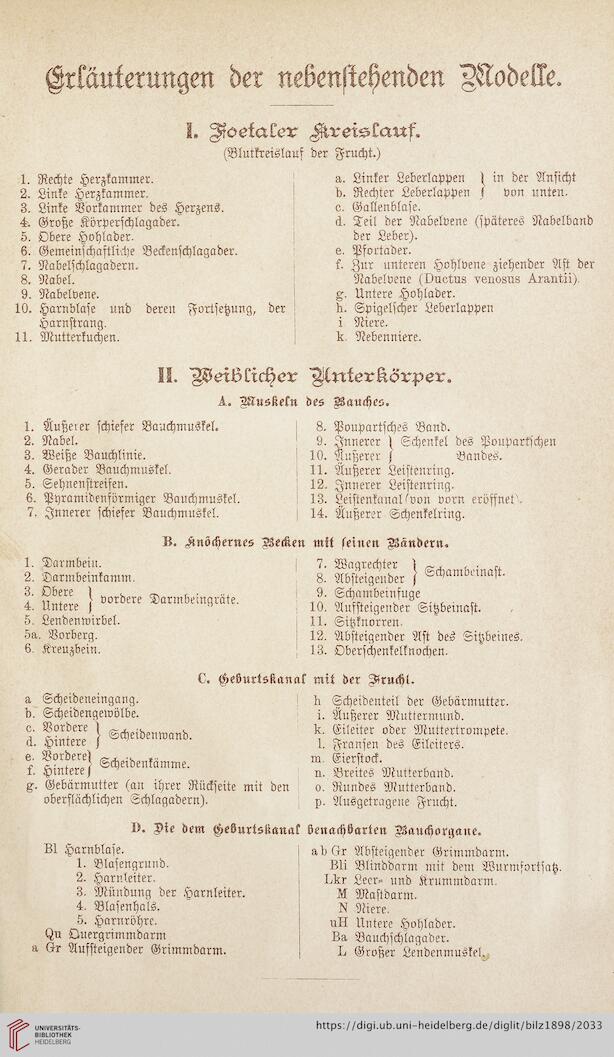 Erläuterungen der nebenstehenden Modelle.
I. Foetaler Kreislauf.
(Blutkreislauf der Frucht.)
1. Rechte Herzkammer.
2. Linke Herzkammer.
3. Linke Vorkammer des Herzens.
4. Große Körperschlagader.
5. Obere Hohlader.
6. Gemeinschaftliche Beckenschlagader.
7. Nabelschlagadern.
8. Nabel.
9. Nabelvene.
10. Harnblase und deren Fortsetzung, der
Harnstrang.
11. Mutterkuchen.
a. Linker Leberlappen } in der Ansicht
b. Rechter Leberlappen } von unten.
c. Gallenblase.
d. Teil der Nabelvene (späteres Nabelband
der Leber).
e. Pfortader.
f. Zur unteren Hohlvene ziehender Ast der
Nabelvene (Ductus venosus Arantii).
g. Untere Hohlader.
h. Spigelscher Leberlappen
i Niere.
k. Nebenniere.
II. Weiblicher Unterkörper.
A. Muskeln des Bauches.
1. Äußerer schiefer Bauchmuskel.
2. Nabel.
3. Weiße Bauchlinie.
4. Gerader Bauchmuskel.
5. Sehnenstreifen.
6. Pyramidenförmiger Bauchmuskel.
7. Innerer schiefer Bauchmuskel.
8. Poupartsches Band.
9. Innerer } Schenkel des Poupartschen
10. Äußerer } Bandes.
11. Äußerer Leistenring.
12. Innerer Leistenring.
13. Leistenkanal (von vorn eröffnet).
14. Äußerer Schenkelring.
B. Knöchernes Becken mit seinen Bändern.
1. Darmbein.
2. Darmbeinkamm.
3. Obere } vordere Darmbeingräte.
4. Untere }
5. Lendenwirbel.
5a. Vorberg.
6. Kreuzbein.
7. Wagrechter } Schambeinast.
8. Absteigender }
9. Schambeinfuge
10. Aufsteigender Sitzbeinast.
11. Sitzknorren.
12. Absteigender Ast des Sitzbeines.
13. Oberschenkelknochen.
C. Geburtskanal mit der Frucht.
a Scheideneingang.
b. Scheidengewölbe.
c. Vordere } Scheidenwand.
d. Hintere }
e. Vordere } Scheidenkämme.
f. Hintere }
g. Gebärmutter (an ihrer Rückseite mit den
oberflächlichen Schlagadern).
h Scheidenteil der Gebärmutter.
i. Äußerer Muttermund.
k. Eileiter oder Muttertrompete.
l. Fransen des Eileiters.
m. Eierstock.
n. Breites Mutterband.
o. Rundes Mutterband.
p. Ausgetragene Frucht.
D. Die dem Geburtskanal benachbarten Bauchorgane.
Bl Harnblase.
1. Blasengrund.
2. Harnleiter.
3. Mündung der Harnleiter.
4. Blasenhals.
5. Harnröhre.
Qu Quergrimmdarm
a Gr Aufsteigender Grimmdarm.
ab Gr Absteigender Grimmdarm.
Bli Blinddarm mit dem Wurmfortsatz.
Lkr Leer- und Krummdarm.
M Mastdarm.
N Niere.
uH Untere Hohlader.
Ba Bauchschlagader.
L Großer Lendenmuskel.
UNIVERSITÄTS-
BIBLIOTHEK
HEIDELBERG
https://digi.ub.uni-heidelberg.de/diglit/bilz1898/2033